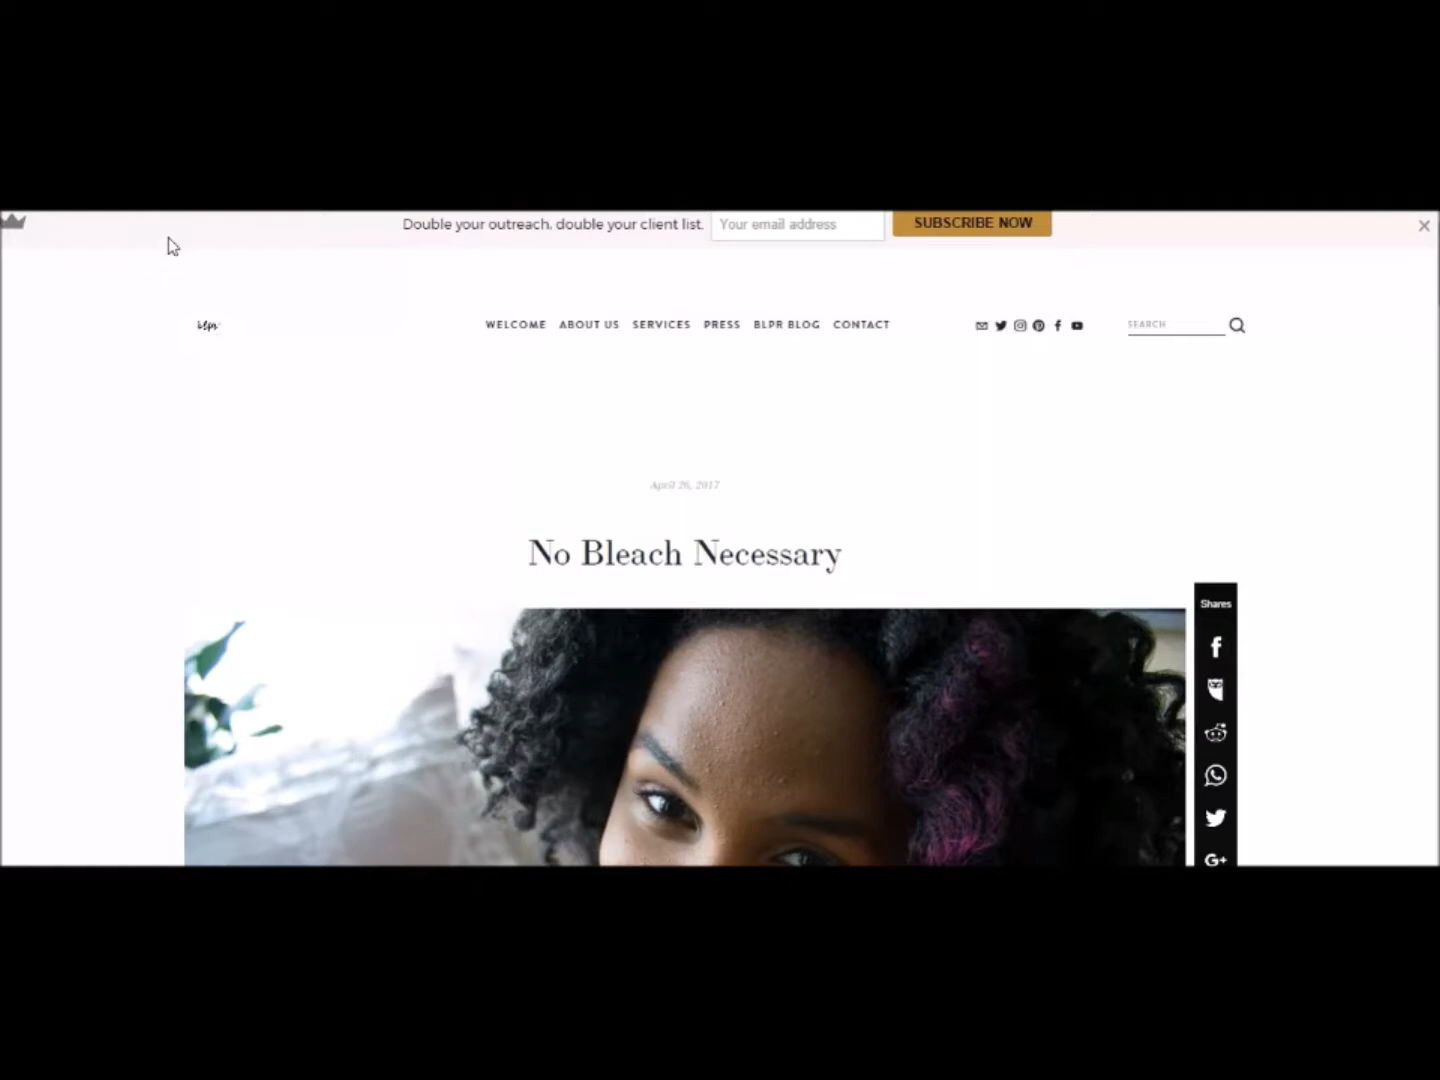 Double your outreach, double your client list. Your email address SUBSCRIBE NOW
blpr
WELCOME ABOUT US SERVICES PRESS BLPR BLOG CONTACT
SEARCH
April 26, 2017
No Bleach Necessary
Shares
G+